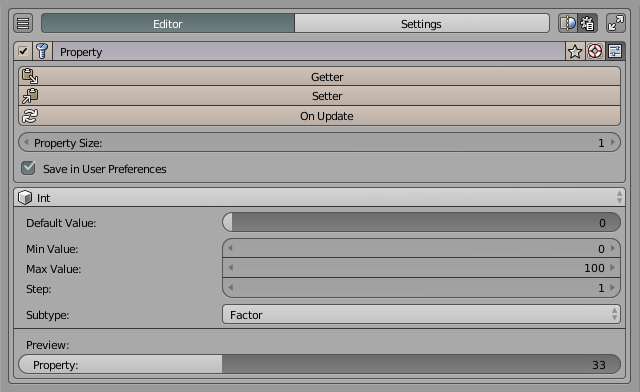 Editor Settings
Property
Getter
Setter
On Update
Property Size: 1
Save in User Preferences
Int
Default Value: 0
Min Value: 0
Max Value: 100
Step: 1
Subtype: Factor
Preview:
Property: 33